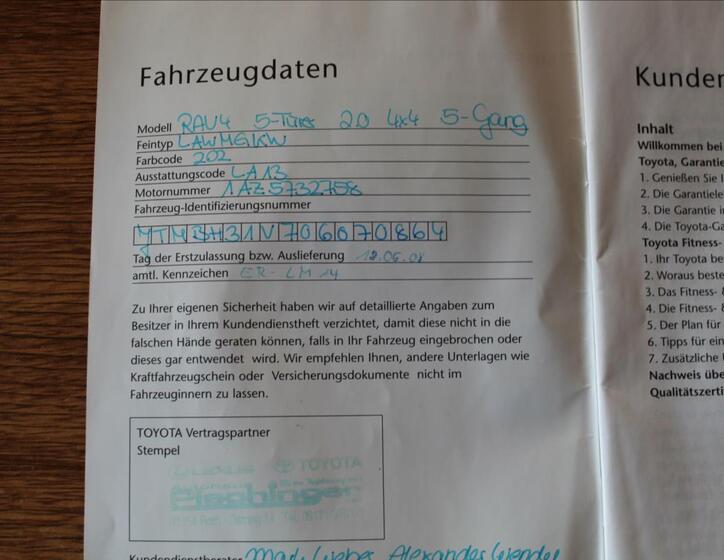 Fahrzeugdaten
Modell RAV4 5-Türer 2.0 4x4 5-Gang
Feintyp LAWMGKW
Farbcode 202
Ausstattungscode LA13
Motornummer 1AZ5732758
Fahrzeug-Identifizierungsnummer
JTMBH31V706070864
Tag der Erstzulassung bzw. Auslieferung 12.06.08
amtl. Kennzeichen ER-LM 14
Zu Ihrer eigenen Sicherheit haben wir auf detaillierte Angaben zum
Besitzer in Ihrem Kundendienstheft verzichtet, damit diese nicht in die
falschen Hände geraten können, falls in Ihr Fahrzeug eingebrochen oder
dieses gar entwendet wird. Wir empfehlen Ihnen, andere Unterlagen wie
Kraftfahrzeugschein oder Versicherungsdokumente nicht im
Fahrzeuginnern zu lassen.
TOYOTA Vertragspartner
Stempel
LEXUS TOYOTA
Autohaus
Kundendienstberater
Kunden
Inhalt
Willkommen bei
Toyota, Garantie
1. Genießen Sie I
2. Die Garantiele
3. Die Garantie i
4. Die Toyota-Ga
Toyota Fitness-
1. Ihr Toyota be
2. Woraus beste
3. Das Fitness- &
4. Die Fitness- &
5. Der Plan für
6. Tipps für ein
7. Zusätzliche
Nachweis übe
Qualitätszerti